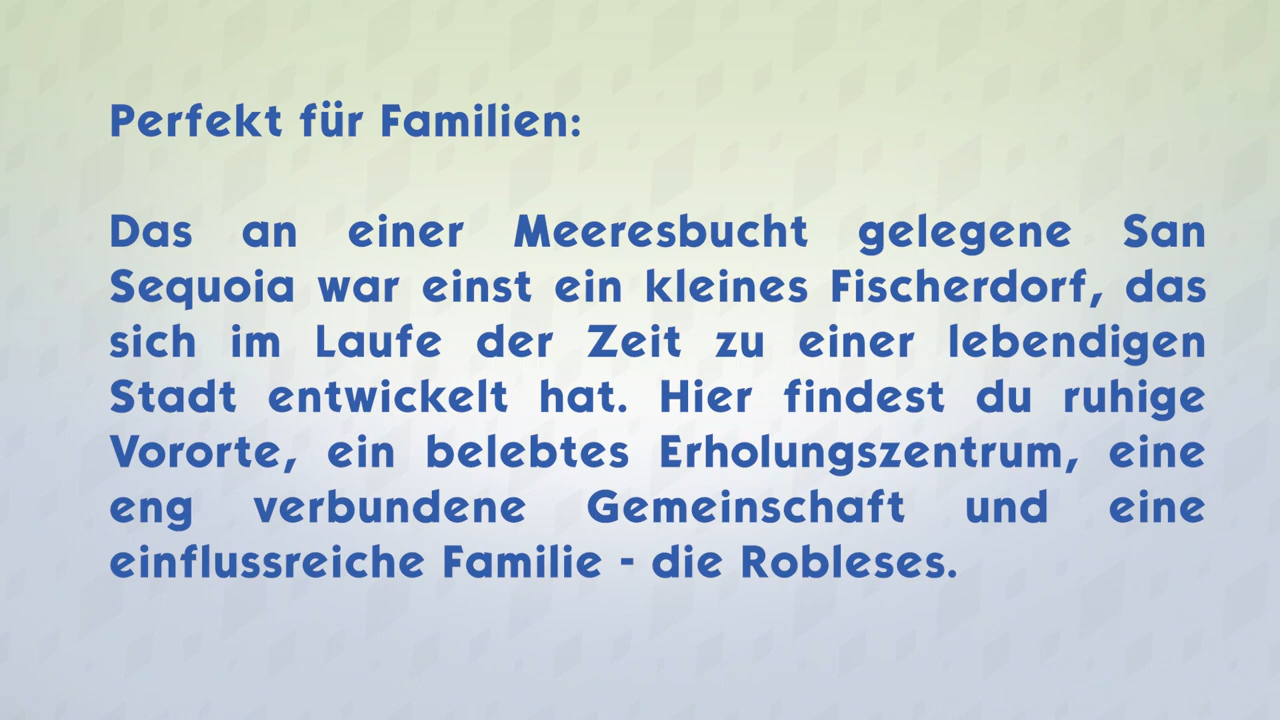 Perfekt für Familien:
Das an einer Meeresbucht gelegene San
Sequoia war einst ein kleines Fischerdorf, das
sich im Laufe der Zeit zu einer lebendigen
Stadt entwickelt hat. Hier findest du ruhige
Vororte, ein belebtes Erholungszentrum, eine
eng verbundene Gemeinschaft und eine
einflussreiche Familie - die Robleses.